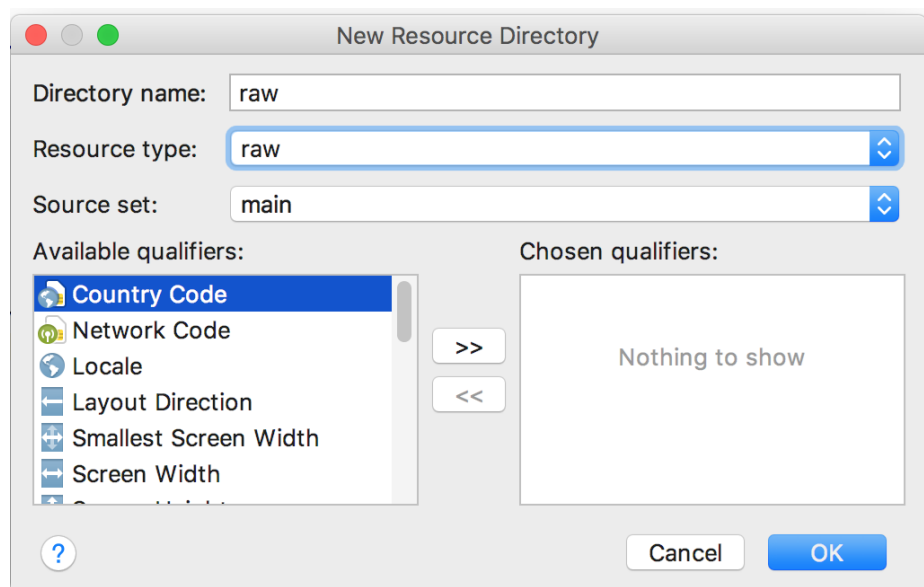 New Resource Directory
Directory name: raw
Resource type: raw
Source set: main
Available qualifiers:
Chosen qualifiers:
Country Code
Network Code
Locale
Layout Direction
Smallest Screen Width
Screen Width
>>
<<
Nothing to show
?
Cancel
OK